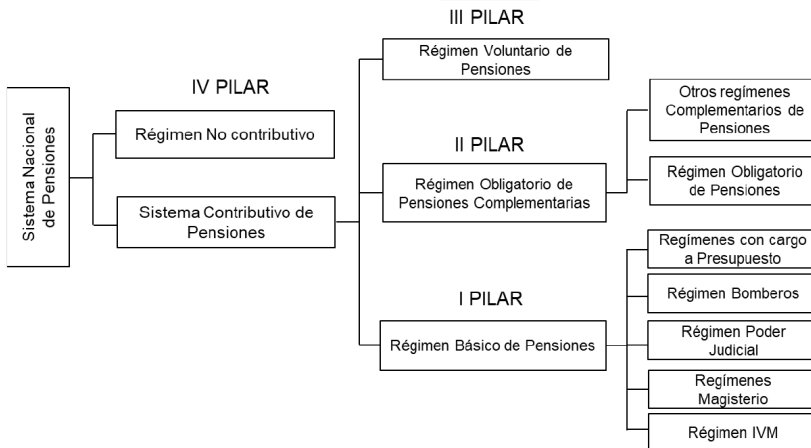 III PILAR
Régimen Voluntario de
Pensiones
IV PILAR
Sistema Nacional
de Pensiones
Régimen No contributivo
Sistema Contributivo de
Pensiones
II PILAR
Régimen Obligatorio de
Pensiones Complementarias
Otros regímenes
Complementarios de
Pensiones
Régimen Obligatorio
de Pensiones
I PILAR
Régimen Básico de Pensiones
Regímenes con cargo
a Presupuesto
Régimen Bomberos
Régimen Poder
Judicial
Regímenes
Magisterio
Régimen IVM